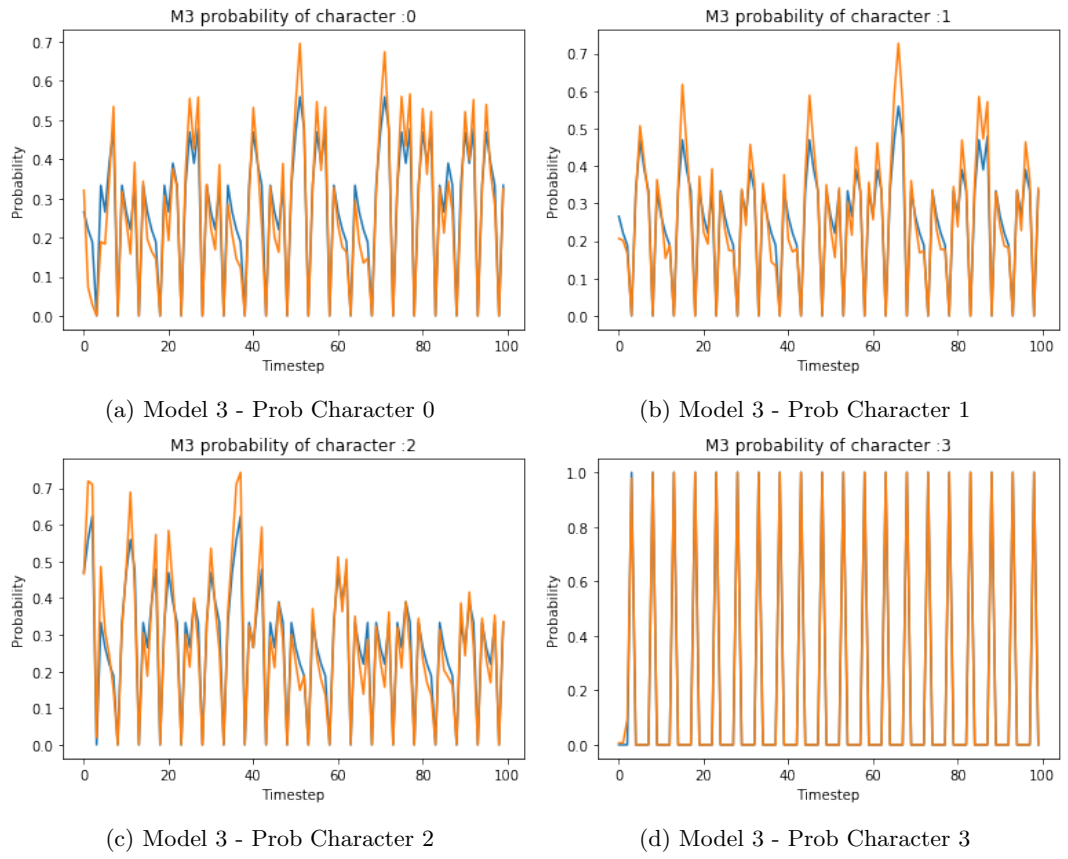 M3 probability of character :0
M3 probability of character :1
0.7
0.6
0.5
0.4
0.3
0.2
0.1
0.0
Probability
0 20 40 60 80 100
Timestep
0.7
0.6
0.5
0.4
0.3
0.2
0.1
0.0
Probability
0 20 40 60 80 100
Timestep
(a) Model 3 - Prob Character 0
(b) Model 3 - Prob Character 1
M3 probability of character :2
M3 probability of character :3
0.7
0.6
0.5
0.4
0.3
0.2
0.1
0.0
Probability
0 20 40 60 80 100
Timestep
1.0
0.8
0.6
0.4
0.2
0.0
Probability
0 20 40 60 80 100
Timestep
(c) Model 3 - Prob Character 2
(d) Model 3 - Prob Character 3